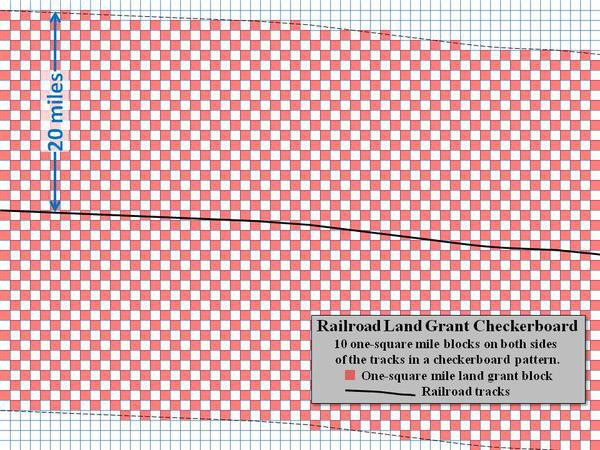 20 miles
Railroad Land Grant Checkerboard
10 one-square mile blocks on both sides
of the tracks in a checkerboard pattern.
One-square mile land grant block
Railroad tracks